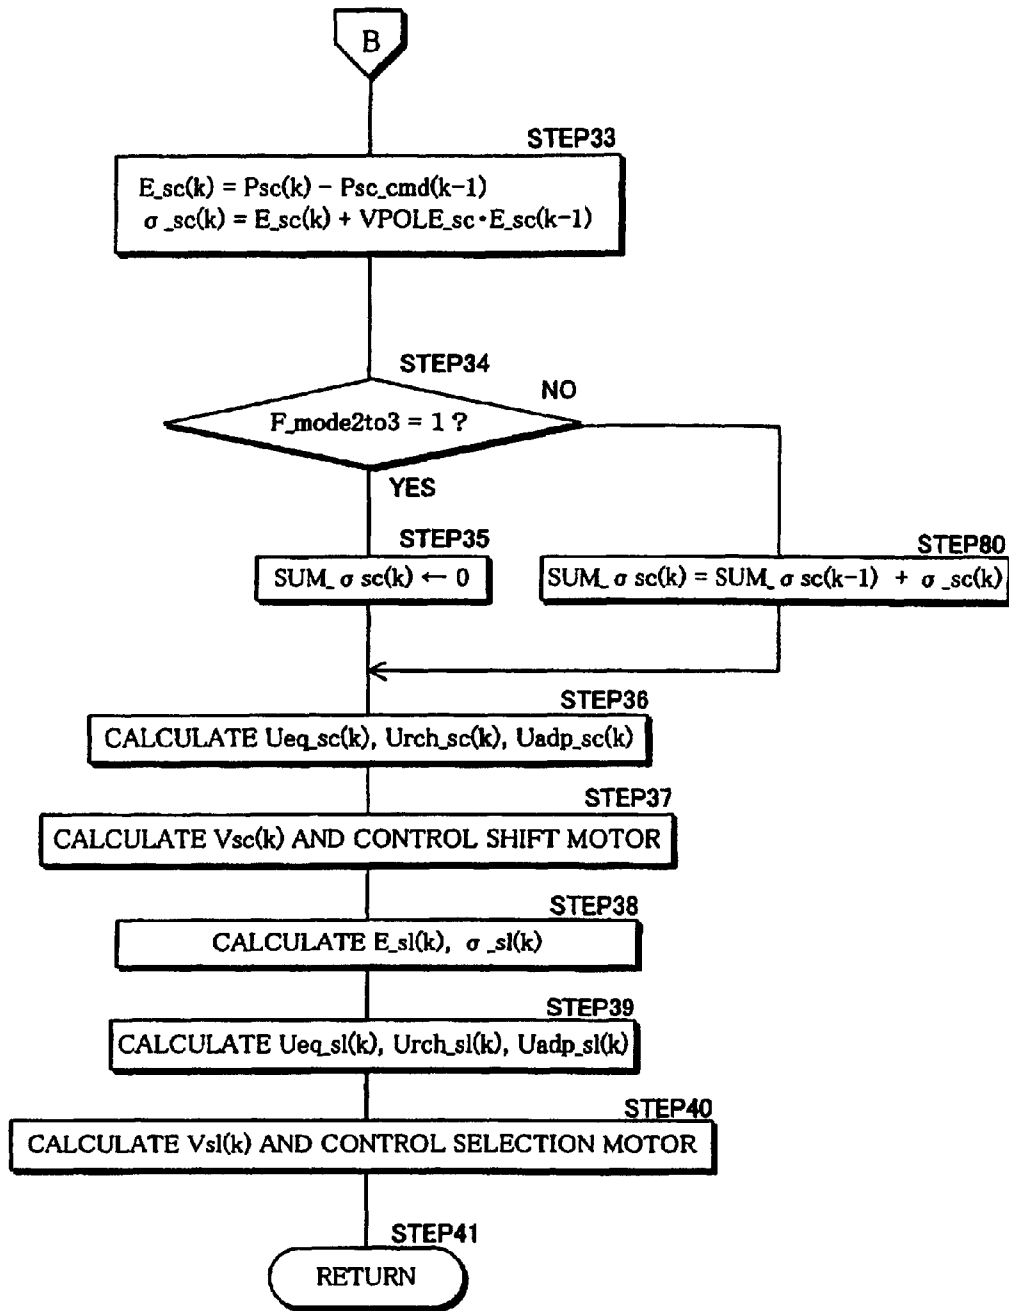 B
STEP33
E_sc(k) = Psc(k) − Psc_cmd(k-1)
σ_sc(k) = E_sc(k) + VPOLE_sc·E_sc(k-1)
STEP34
NO
F_mode2to3 = 1 ?
YES
STEP35
SUM_σsc(k) ← 0
STEP80
SUM_σsc(k) = SUM_σsc(k-1) + σ_sc(k)
STEP36
CALCULATE Ueq_sc(k), Urch_sc(k), Uadp_sc(k)
STEP37
CALCULATE Vsc(k) AND CONTROL SHIFT MOTOR
STEP38
CALCULATE E_sl(k), σ_sl(k)
STEP39
CALCULATE Ueq_sl(k), Urch_sl(k), Uadp_sl(k)
STEP40
CALCULATE Vsl(k) AND CONTROL SELECTION MOTOR
STEP41
RETURN